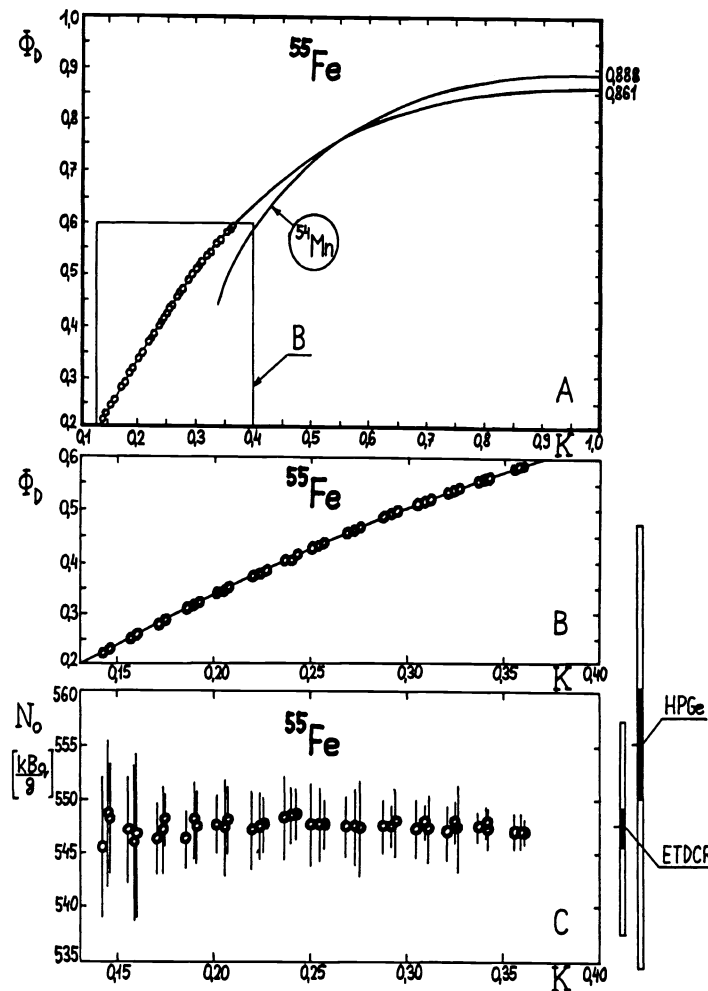 1,0
Φ_D
⁵⁵Fe
0,9
0,888
0,861
0,8
0,7
0,6
⁵⁴Mn
0,5
0,4
B
0,3
A
0,2
0,1 0,2 0,3 0,4 0,5 0,6 0,7 0,8 0,9 K 1,0
0,6
Φ_D
⁵⁵Fe
0,5
0,4
0,3
B
0,2
0,15 0,20 0,25 0,30 0,35 K 0,40
560
N₀
⁵⁵Fe
HPGe
555
[kBq/g]
550
545
ETDCR
540
C
535
0,15 0,20 0,25 0,30 0,35 K 0,40